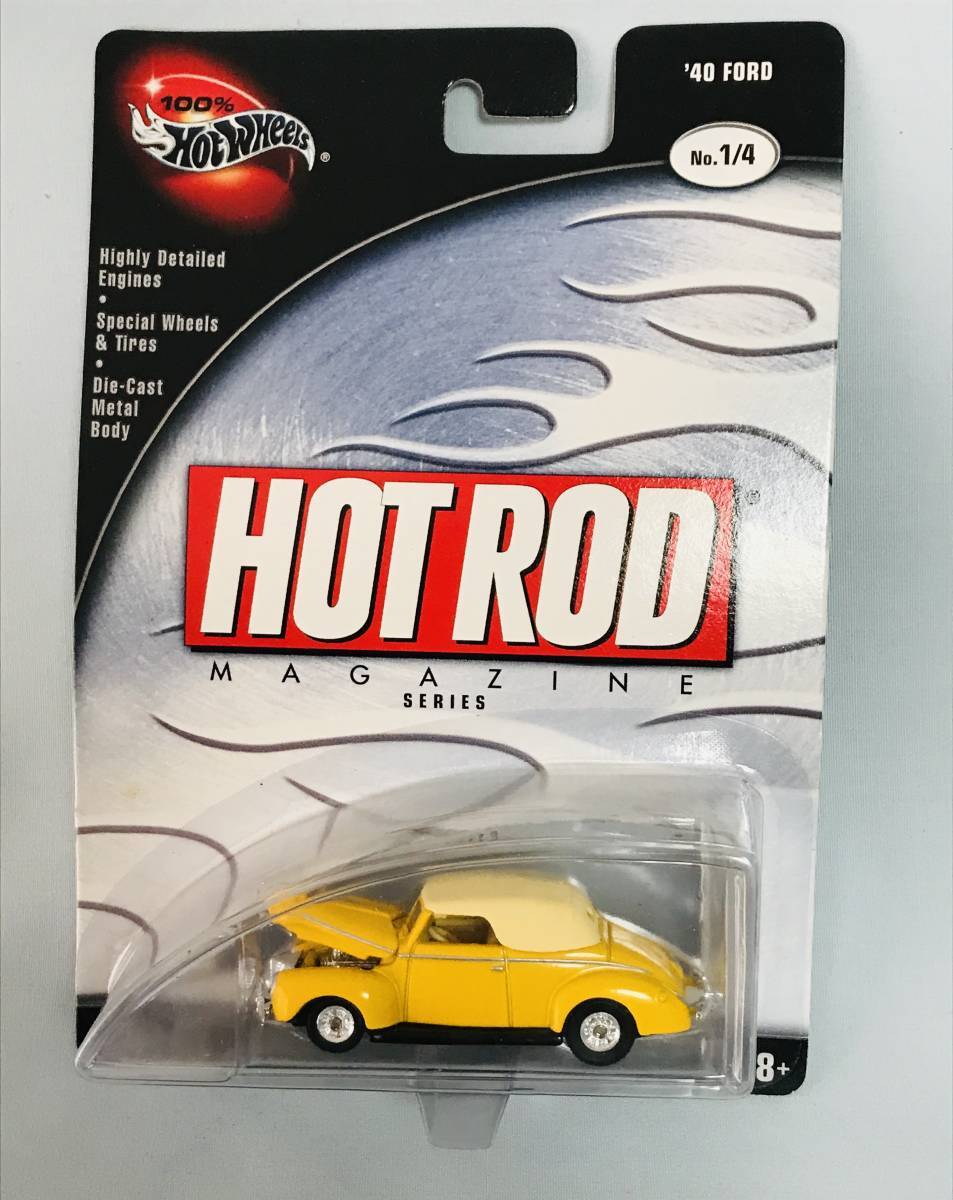 100%
Hot Wheels®
'40 FORD
No.1/4
Highly Detailed
Engines
•
Special Wheels
& Tires
•
Die-Cast
Metal
Body
HOT ROD®
MAGAZINE
SERIES
8+